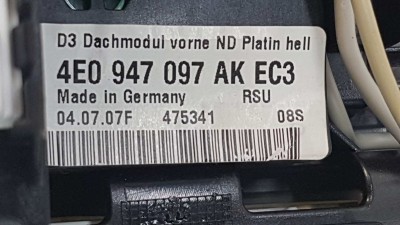 D3 Dachmodul vorne ND Platin hell
4E0 947 097 AK EC3
Made in Germany RSU
04.07.07F 475341 08S